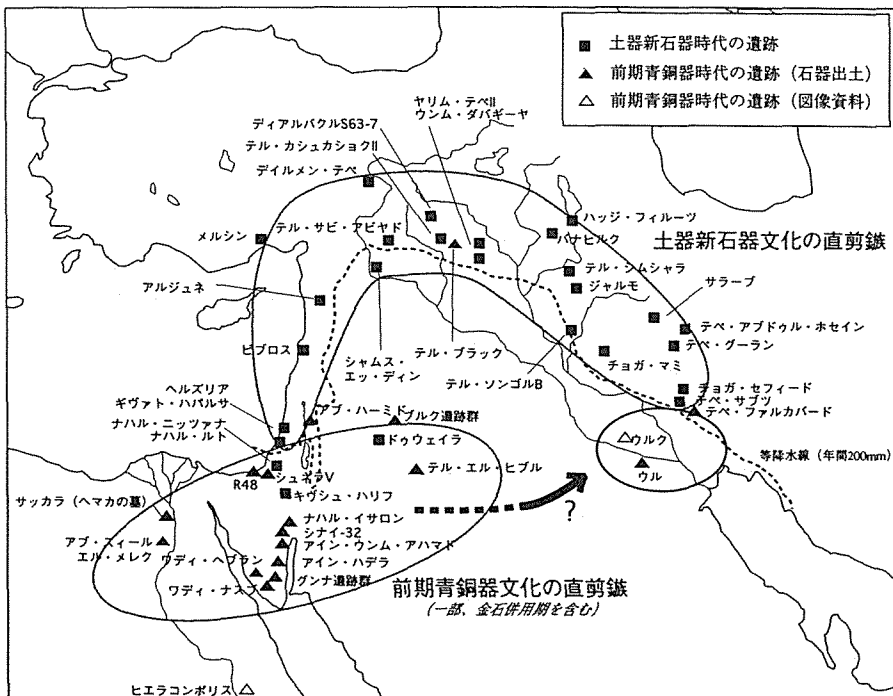 土器新石器時代の遺跡
前期青銅器時代の遺跡（石器出土）
前期青銅器時代の遺跡（図像資料）
ヤリム・テペII
ウンム・ダバギーヤ
ディアルバクルS63-7
テル・カシュカショクII
デイルメン・テペ
ハッジ・フィルーツ
メルシン
テル・サビ・アビヤド
バナヒルク
土器新石器文化の直剪鏃
テル・シムシャラ
ジャルモ
サラーブ
アルジュネ
テペ・アブドゥル・ホセイン
テペ・グーラン
ビブロス
シャムス・
エッ・ディン
テル・ブラック
チョガ・マミ
テル・ソンゴルB
ヘルズリア
ギヴァト・ハパルサ
チョガ・セフィード
テペ・サブツ
テペ・ファルカバード
アブ・ハーミド
ブルク遺跡群
ナハル・ニッツァナ
ナハル・ルト
ドゥウェイラ
ウルク
等降水線（年間200mm）
テル・エル・ヒブル
ウル
R48
シュネラV
キヴシュ・ハリフ
サッカラ（ヘマカの墓）
?
ナハル・イサロン
シナイ-32
アブ・スィール
エル・メレク
アイン・ウンム・アハマド
ワディ・ヘブラン
アイン・ハデラ
グンナ遺跡群
ワディ・ナスブ
前期青銅器文化の直剪鏃
(一部、金石併用期を含む)
ヒエラコンポリス